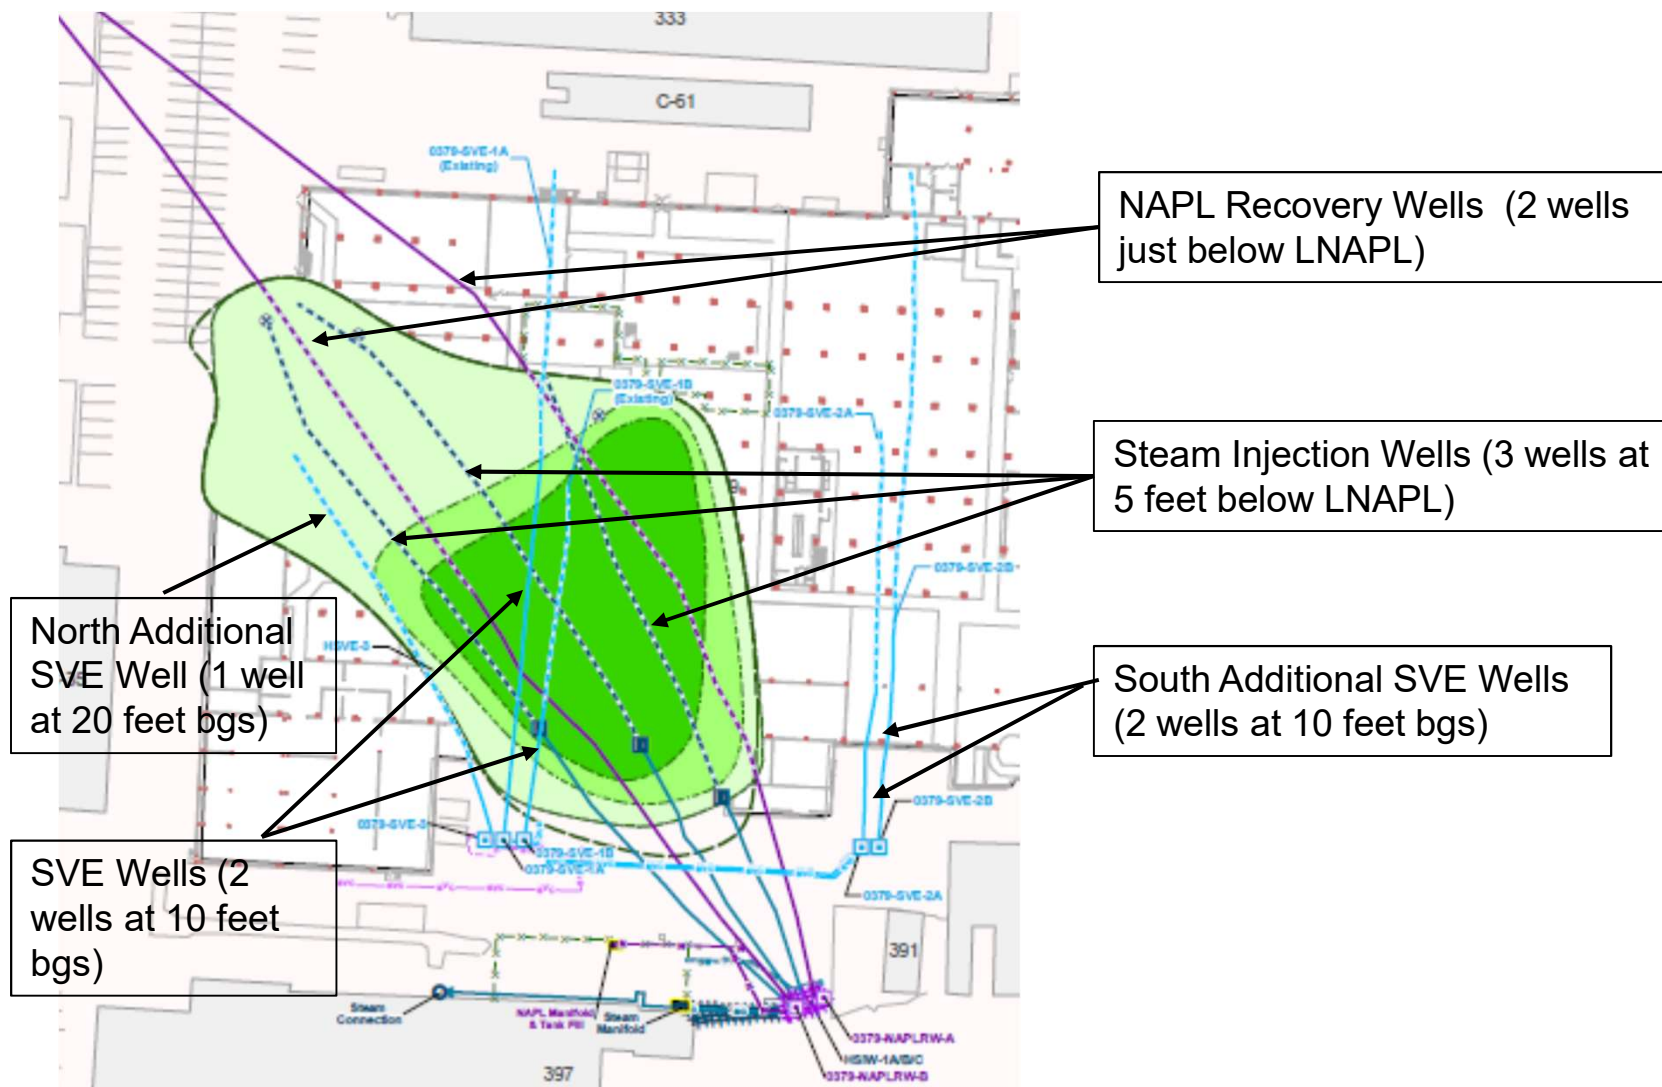 333
C-61
0379-SVE-1A
(Existing)
NAPL Recovery Wells (2 wells
just below LNAPL)
0379-SVE-1B
(Existing)
0379-SVE-2A
Steam Injection Wells (3 wells at
5 feet below LNAPL)
9
0379-SVE-2B
North Additional
SVE Well (1 well
at 20 feet bgs)
HSVE-3
South Additional SVE Wells
(2 wells at 10 feet bgs)
0379-SVE-2B
0379-SVE-3
0379-SVE-1B
0379-SVE-1A
0379-SVE-2A
SVE Wells (2
wells at 10 feet
bgs)
391
Steam
Connection
NAPL Manifold
& Tank Fill
Steam
Manifold
0379-NAPLRW-A
HSIW-1A/B/C
0379-NAPLRW-B
397